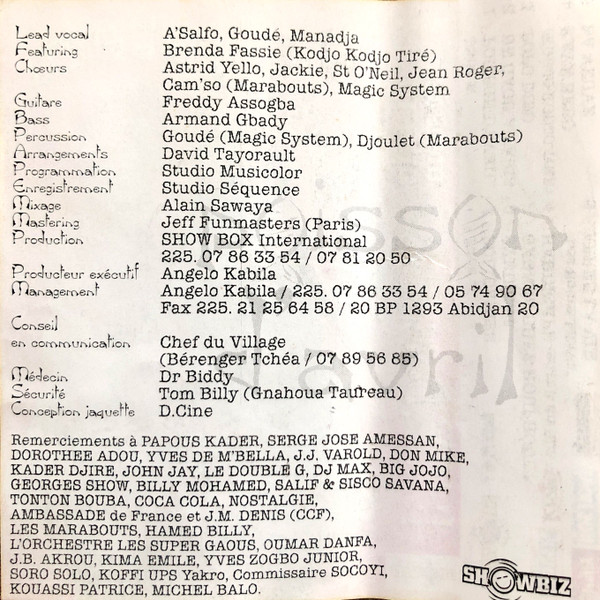 Lead vocal A'Salfo, Goudé, Manadja
Featuring Brenda Fassie (Kodjo Kodjo Tiré)
Chœurs Astrid Yello, Jackie, St O'Neil, Jean Roger,
Cam'so (Marabouts), Magic System
Guitare Freddy Assogba
Bass Armand Gbady
Percussion Goudé (Magic System), Djoulet (Marabouts)
Arrangements David Tayorault
Programmation Studio Musicolor
Enregistrement Studio Séquence
Mixage Alain Sawaya
Mastering Jeff Funmasters (Paris)
Production SHOW BOX International
225. 07 86 33 54 / 07 81 20 50
Producteur exécutif Angelo Kabila
Management Angelo Kabila / 225. 07 86 33 54 / 05 74 90 67
Fax 225. 21 25 64 58 / 20 BP 1293 Abidjan 20
Conseil
en communication Chef du Village
(Bérenger Tchéa / 07 89 56 85)
Médecin Dr Biddy
Sécurité Tom Billy (Gnahoua Taureau)
Conception jaquette D.Cine
Remerciements à PAPOUS KADER, SERGE JOSE AMESSAN,
DOROTHEE ADOU, YVES DE M'BELLA, J.J. VAROLD, DON MIKE,
KADER DJIRE, JOHN JAY, LE DOUBLE G, DJ MAX, BIG JOJO,
GEORGES SHOW, BILLY MOHAMED, SALIF & SISCO SAVANA,
TONTON BOUBA, COCA COLA, NOSTALGIE,
AMBASSADE de France et J.M. DENIS (CCF),
LES MARABOUTS, HAMED BILLY,
L'ORCHESTRE LES SUPER GAOUS, OUMAR DANFA,
J.B. AKROU, KIMA EMILE, YVES ZOGBO JUNIOR,
SORO SOLO, KOFFI UPS Yakro, Commissaire SOCOYI,
KOUASSI PATRICE, MICHEL BALO.
SHOWBIZ